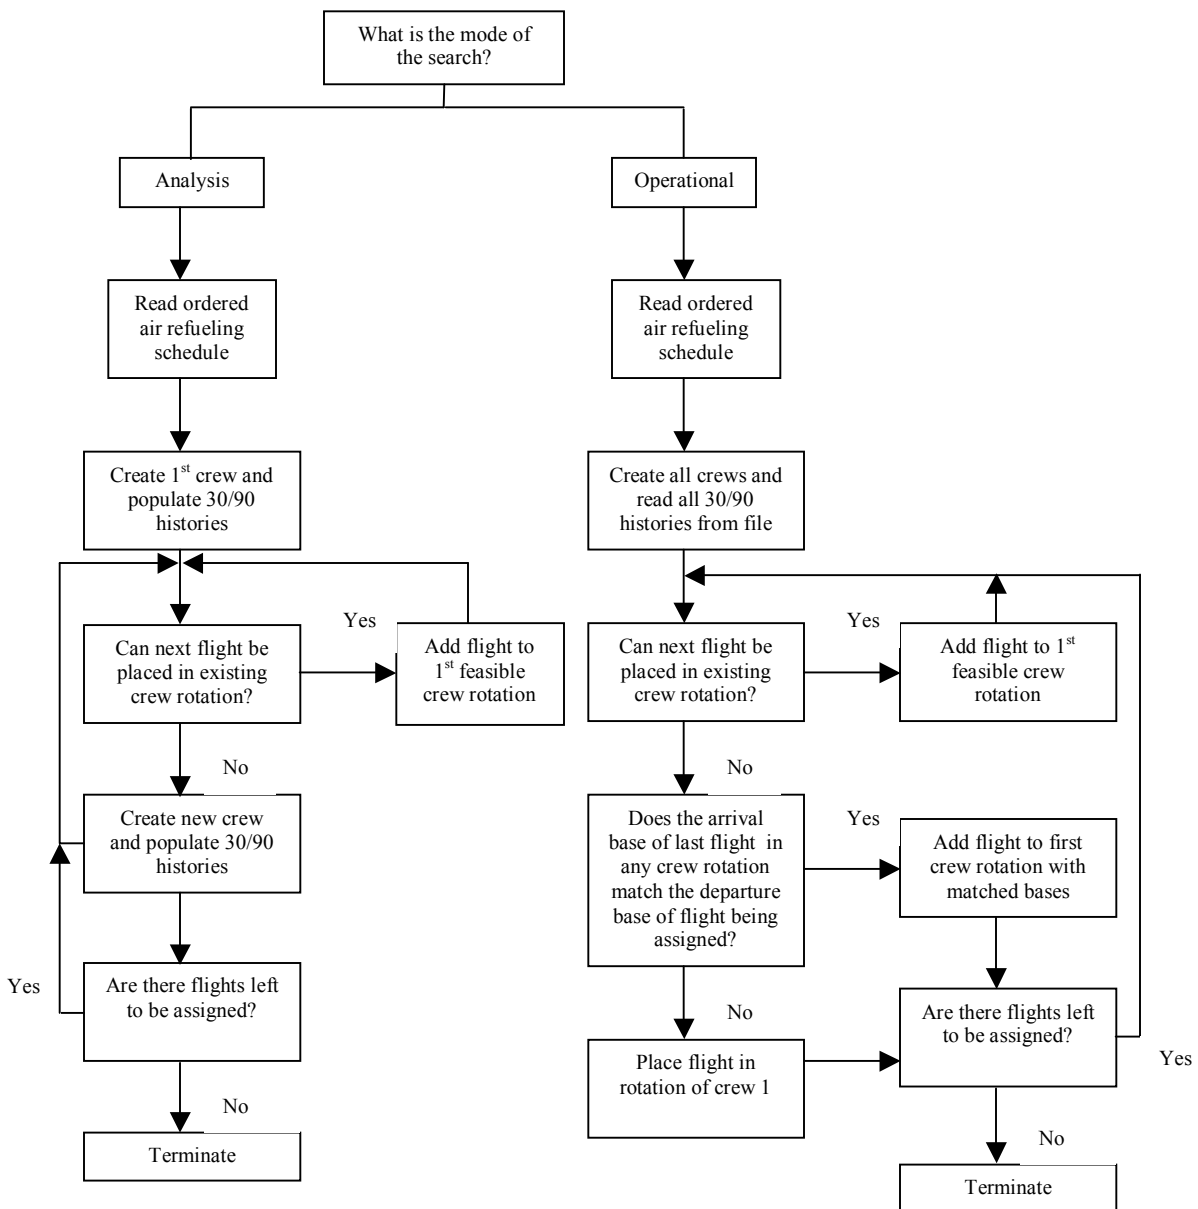 What is the mode of
the search?
Analysis
Operational
Read ordered
air refueling
schedule
Read ordered
air refueling
schedule
Create 1st crew and
populate 30/90
histories
Create all crews and
read all 30/90
histories from file
Yes
Yes
Can next flight be
placed in existing
crew rotation?
Add flight to
1st feasible
crew rotation
Can next flight be
placed in existing
crew rotation?
Add flight to 1st
feasible crew
rotation
No
No
Create new crew
and populate 30/90
histories
Does the arrival
base of last flight in
any crew rotation
match the departure
base of flight being
assigned?
Yes
Add flight to first
crew rotation with
matched bases
Yes
Are there flights left
to be assigned?
No
Are there flights left
to be assigned?
Yes
Place flight in
rotation of crew 1
No
No
Terminate
Terminate